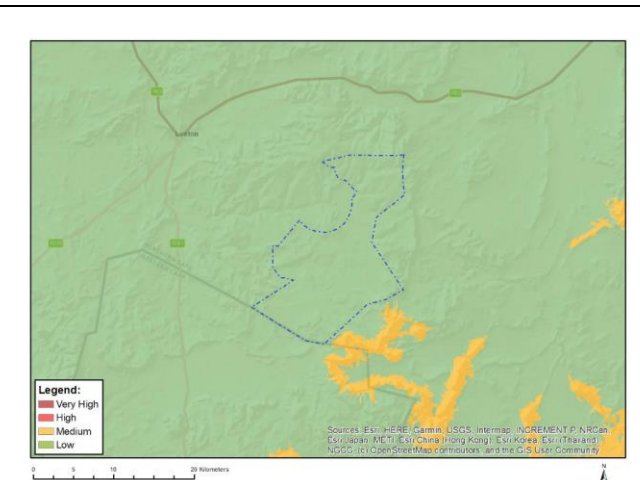 Legend:
Very High
High
Medium
Low
Sources: Esri, HERE, Garmin, USGS, Intermap, INCREMENT P, NRCan,
Esri Japan, METI, Esri China (Hong Kong), Esri Korea, Esri (Thailand),
NGCC, (c) OpenStreetMap contributors, and the GIS User Community
0 5 10 20 Kilometers
N